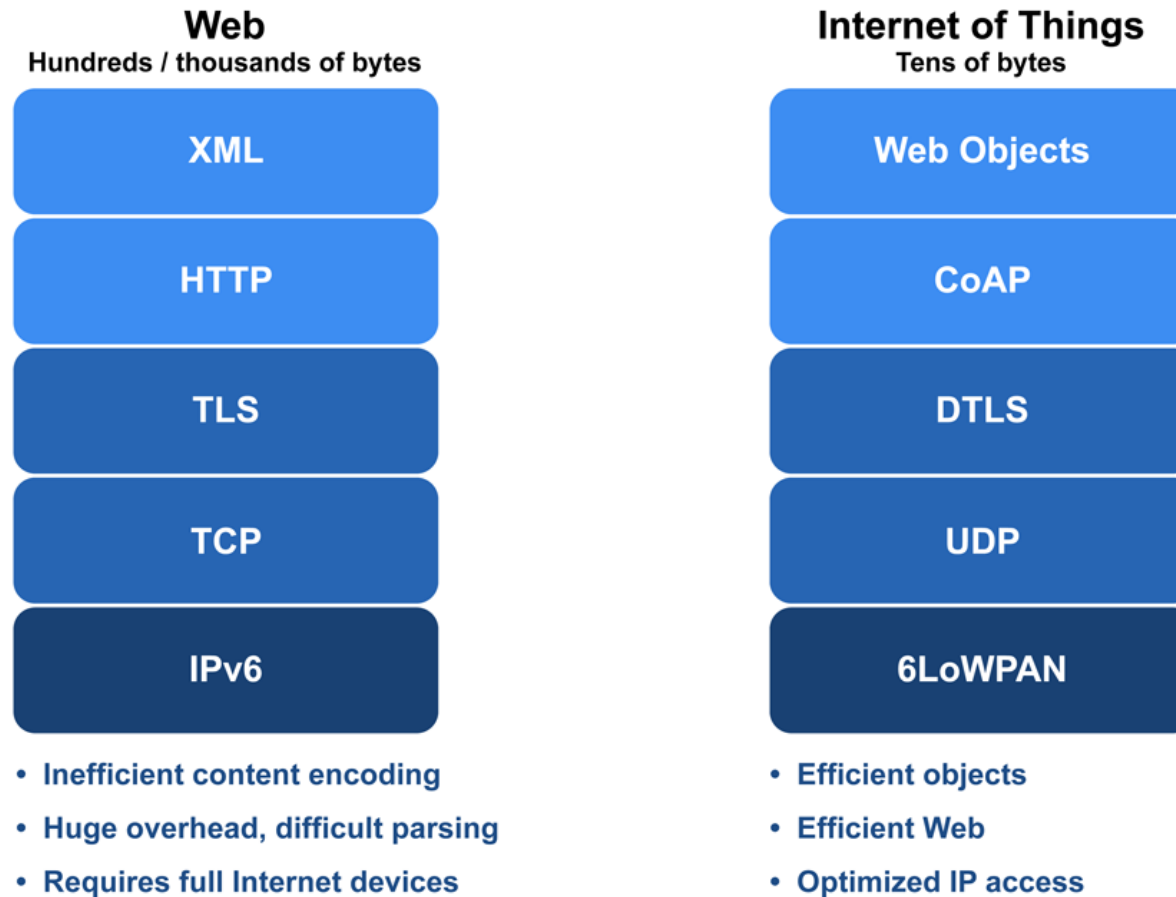 Web
Hundreds / thousands of bytes
XML
HTTP
TLS
TCP
IPv6
• Inefficient content encoding
• Huge overhead, difficult parsing
• Requires full Internet devices
Internet of Things
Tens of bytes
Web Objects
CoAP
DTLS
UDP
6LoWPAN
• Efficient objects
• Efficient Web
• Optimized IP access